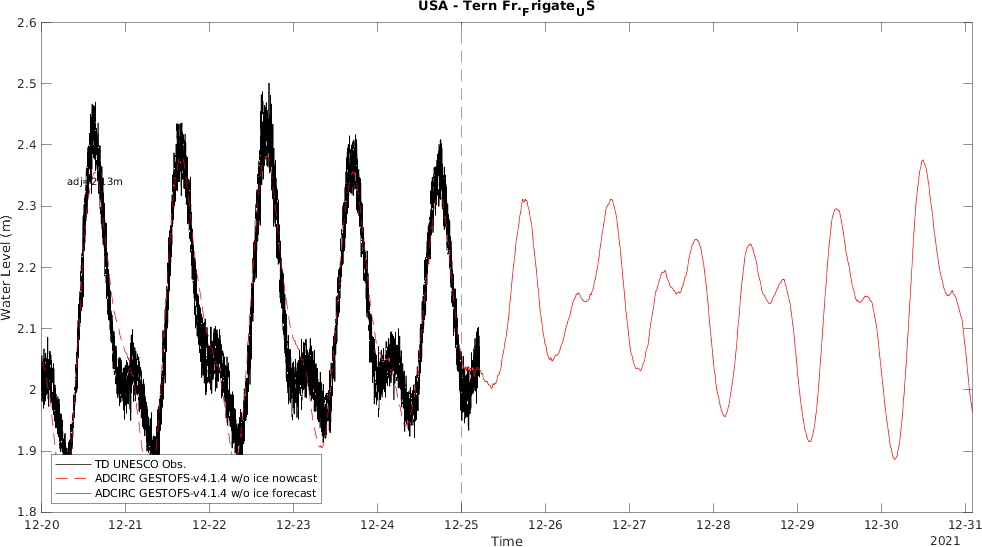 USA - Tern Fr.FrigateUS
2.6
2.5
2.4
adj=2.13m
2.3
2.2
2.1
2
1.9
1.8
Water Level (m)
TD UNESCO Obs.
ADCIRC GESTOFS-v4.1.4 w/o ice nowcast
ADCIRC GESTOFS-v4.1.4 w/o ice forecast
12-20 12-21 12-22 12-23 12-24 12-25 12-26 12-27 12-28 12-29 12-30 12-31
Time
2021